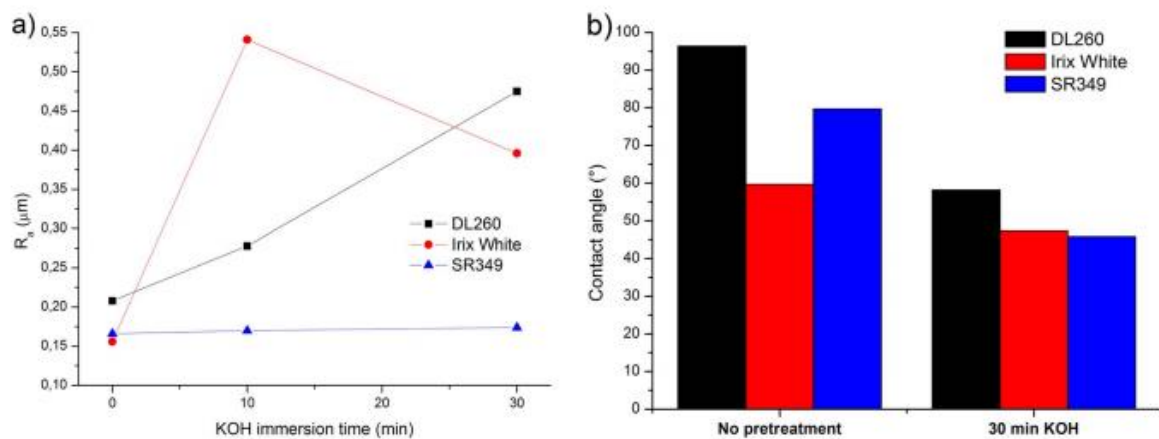 a)
0,55
0,50
0,45
0,40
0,35
0,30
0,25
0,20
0,15
0,10
Ra (μm)
DL260
Irix White
SR349
0 10 20 30
KOH immersion time (min)
b)
100
90
80
70
60
50
40
30
20
10
0
Contact angle (°)
DL260
Irix White
SR349
No pretreatment 30 min KOH